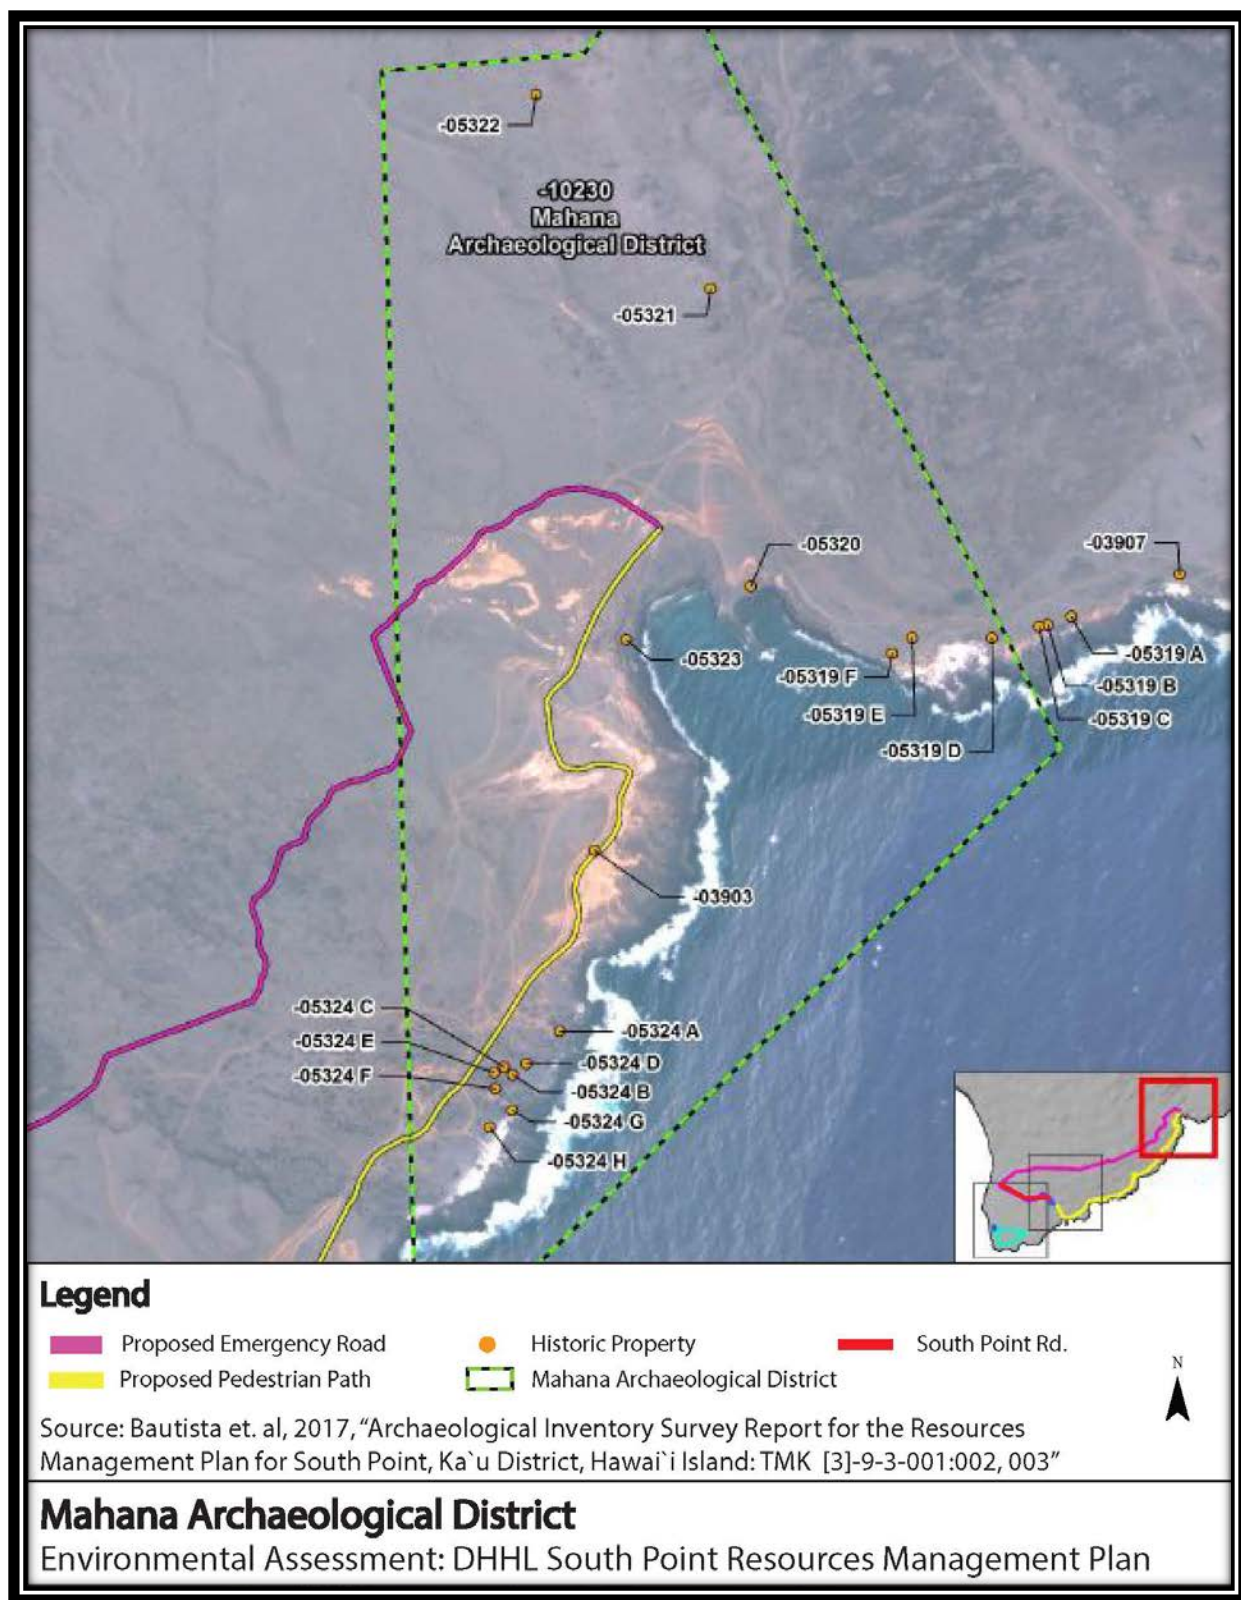 -05322
-10230
Mahana
Archaeological District
-05321
-05320
-03907
-05323
-05319 A
-05319 F
-05319 B
-05319 E
-05319 C
-05319 D
-03903
-05324 C
-05324 A
-05324 E
-05324 D
-05324 F
-05324 B
-05324 G
-05324 H
Legend
Proposed Emergency Road
Historic Property
South Point Rd.
Proposed Pedestrian Path
Mahana Archaeological District
N
Source: Bautista et. al, 2017, “Archaeological Inventory Survey Report for the Resources
Management Plan for South Point, Ka`u District, Hawai`i Island: TMK [3]-9-3-001:002, 003”
Mahana Archaeological District
Environmental Assessment: DHHL South Point Resources Management Plan